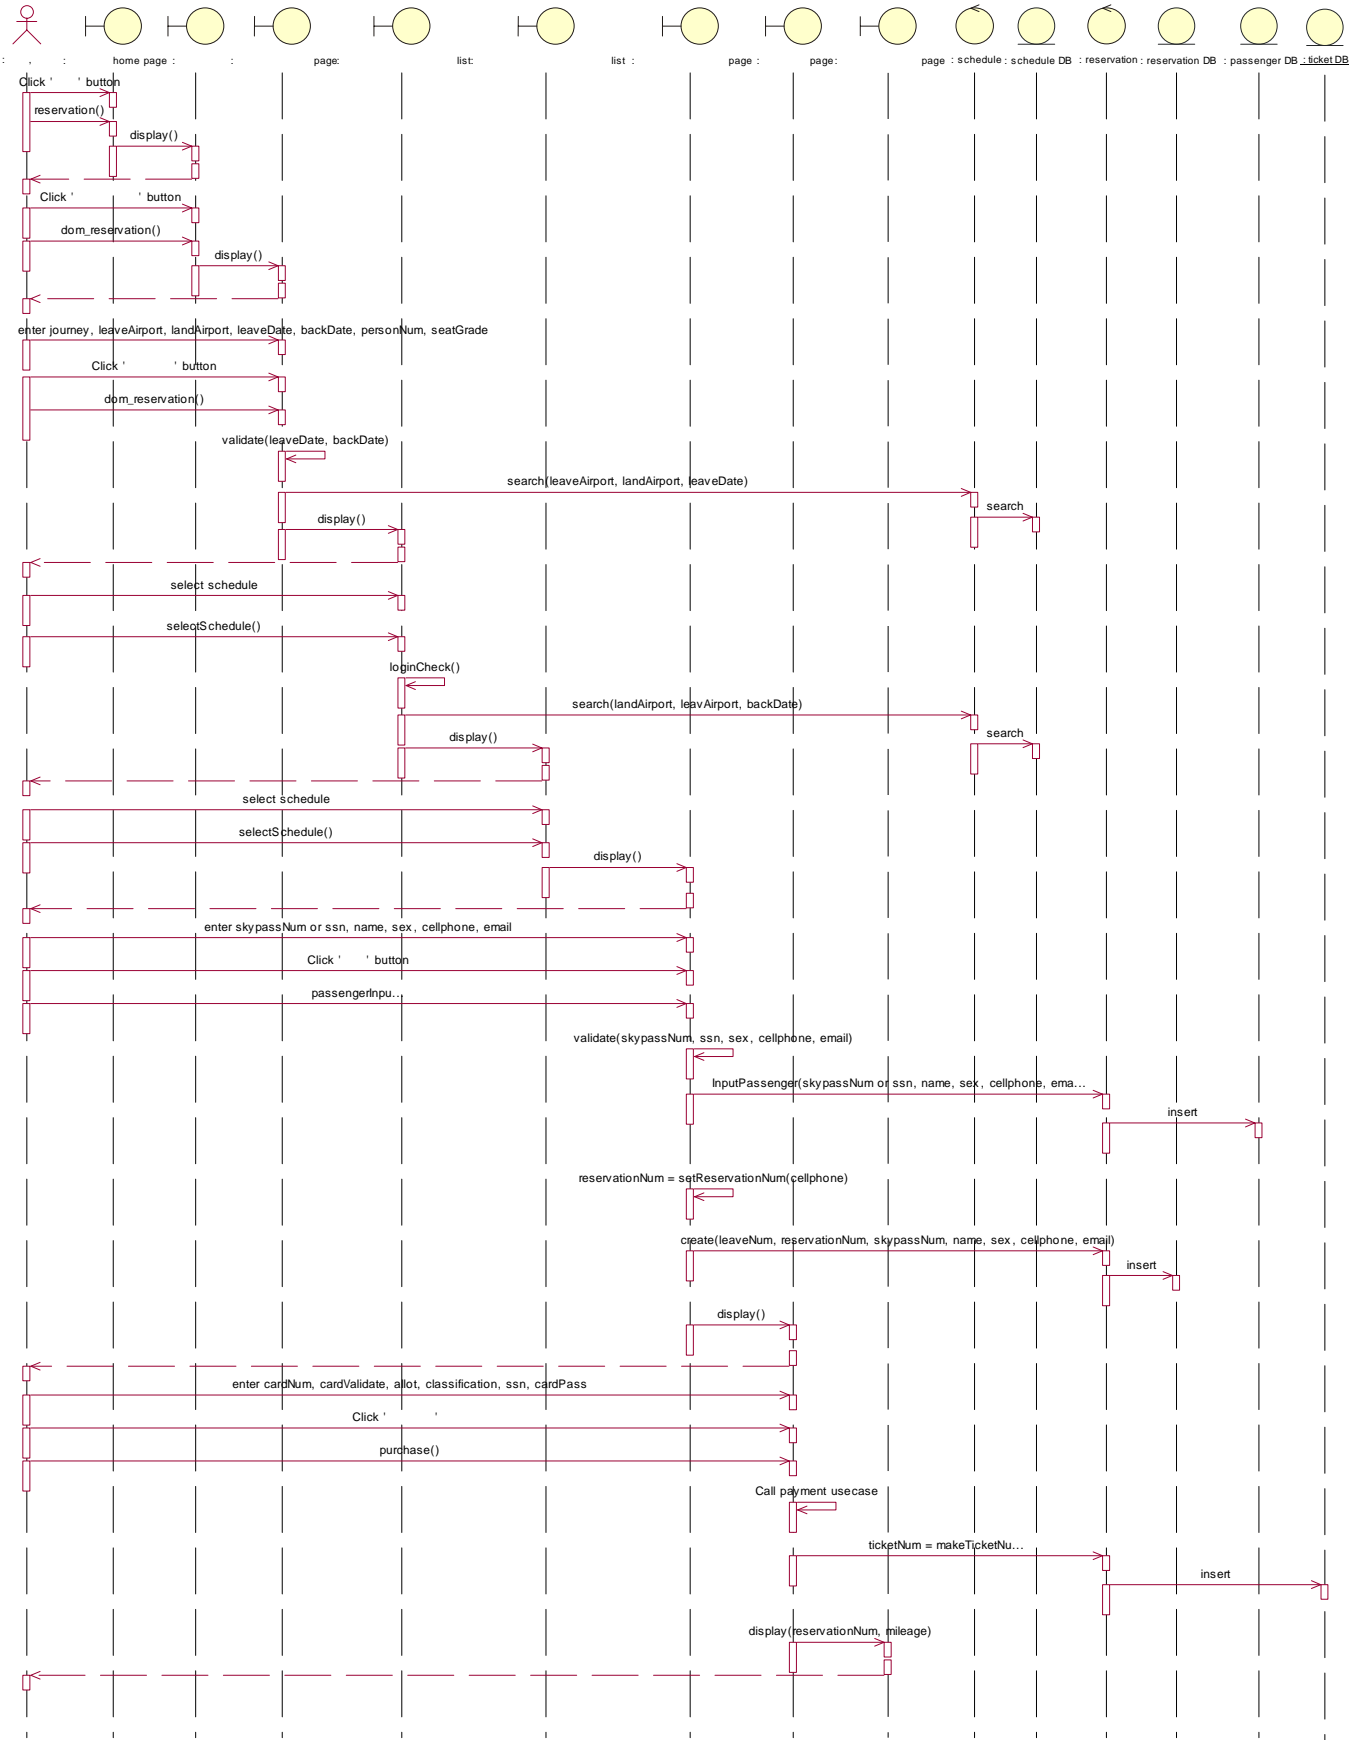 : , : home page : : page: list: list : page : page: page : schedule : schedule DB : reservation : reservation DB : passenger DB : ticket DB
Click ' ' button
reservation()
display()
Click ' ' button
dom_reservation()
display()
enter journey, leaveAirport, landAirport, leaveDate, backDate, personNum, seatGrade
Click ' ' button
dom_reservation()
validate(leaveDate, backDate)
search(leaveAirport, landAirport, leaveDate)
search
display()
select schedule
selectSchedule()
loginCheck()
search(landAirport, leavAirport, backDate)
search
display()
select schedule
selectSchedule()
display()
enter skypassNum or ssn, name, sex, cellphone, email
Click ' ' button
passengerInpu...
validate(skypassNum, ssn, sex, cellphone, email)
InputPassenger(skypassNum or ssn, name, sex, cellphone, ema...
insert
reservationNum = setReservationNum(cellphone)
create(leaveNum, reservationNum, skypassNum, name, sex, cellphone, email)
insert
display()
enter cardNum, cardValidate, allot, classification, ssn, cardPass
Click ' '
purchase()
Call payment usecase
ticketNum = makeTicketNu...
insert
display(reservationNum, mileage)